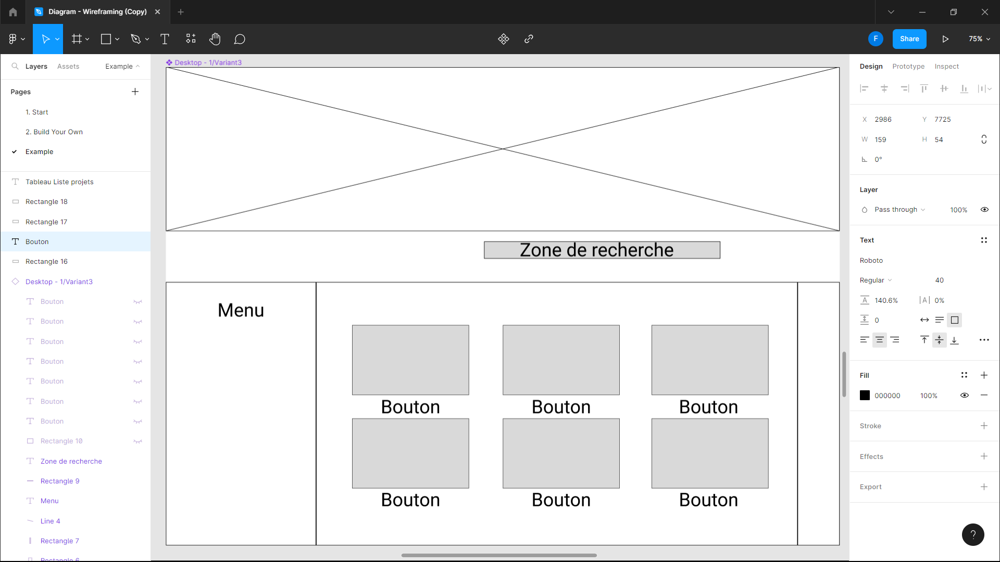 Diagram - Wireframing (Copy)
F
Share
75%
Layers
Assets
Example
Pages
1. Start
2. Build Your Own
Example
Tableau Liste projets
Rectangle 18
Rectangle 17
Bouton
Rectangle 16
Desktop - 1/Variant3
Bouton
Bouton
Bouton
Bouton
Bouton
Bouton
Bouton
Rectangle 10
Zone de recherche
Rectangle 9
Menu
Line 4
Rectangle 7
Rectangle 6
Desktop - 1/Variant3
Zone de recherche
Menu
Bouton
Bouton
Bouton
Bouton
Bouton
Bouton
Design
Prototype
Inspect
X 2986
Y 7725
W 159
H 54
0°
Layer
Pass through
100%
Text
Roboto
Regular
40
A 140.6%
|A| 0%
0
Fill
000000
100%
Stroke
Effects
Export
?